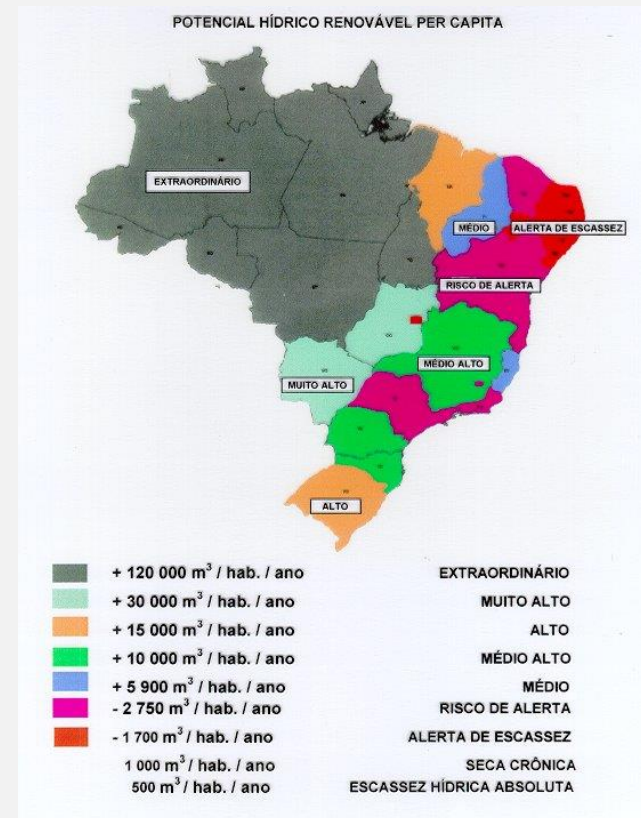 POTENCIAL HÍDRICO RENOVÁVEL PER CAPITA
EXTRAORDINÁRIO
MÉDIO
ALERTA DE ESCASSEZ
RISCO DE ALERTA
MÉDIO ALTO
MUITO ALTO
ALTO
+ 120 000 m³ / hab. / ano EXTRAORDINÁRIO
+ 30 000 m³ / hab. / ano MUITO ALTO
+ 15 000 m³ / hab. / ano ALTO
+ 10 000 m³ / hab. / ano MÉDIO ALTO
+ 5 900 m³ / hab. / ano MÉDIO
- 2 750 m³ / hab. / ano RISCO DE ALERTA
- 1 700 m³ / hab. / ano ALERTA DE ESCASSEZ
1 000 m³ / hab. / ano SECA CRÔNICA
500 m³ / hab. / ano ESCASSEZ HÍDRICA ABSOLUTA